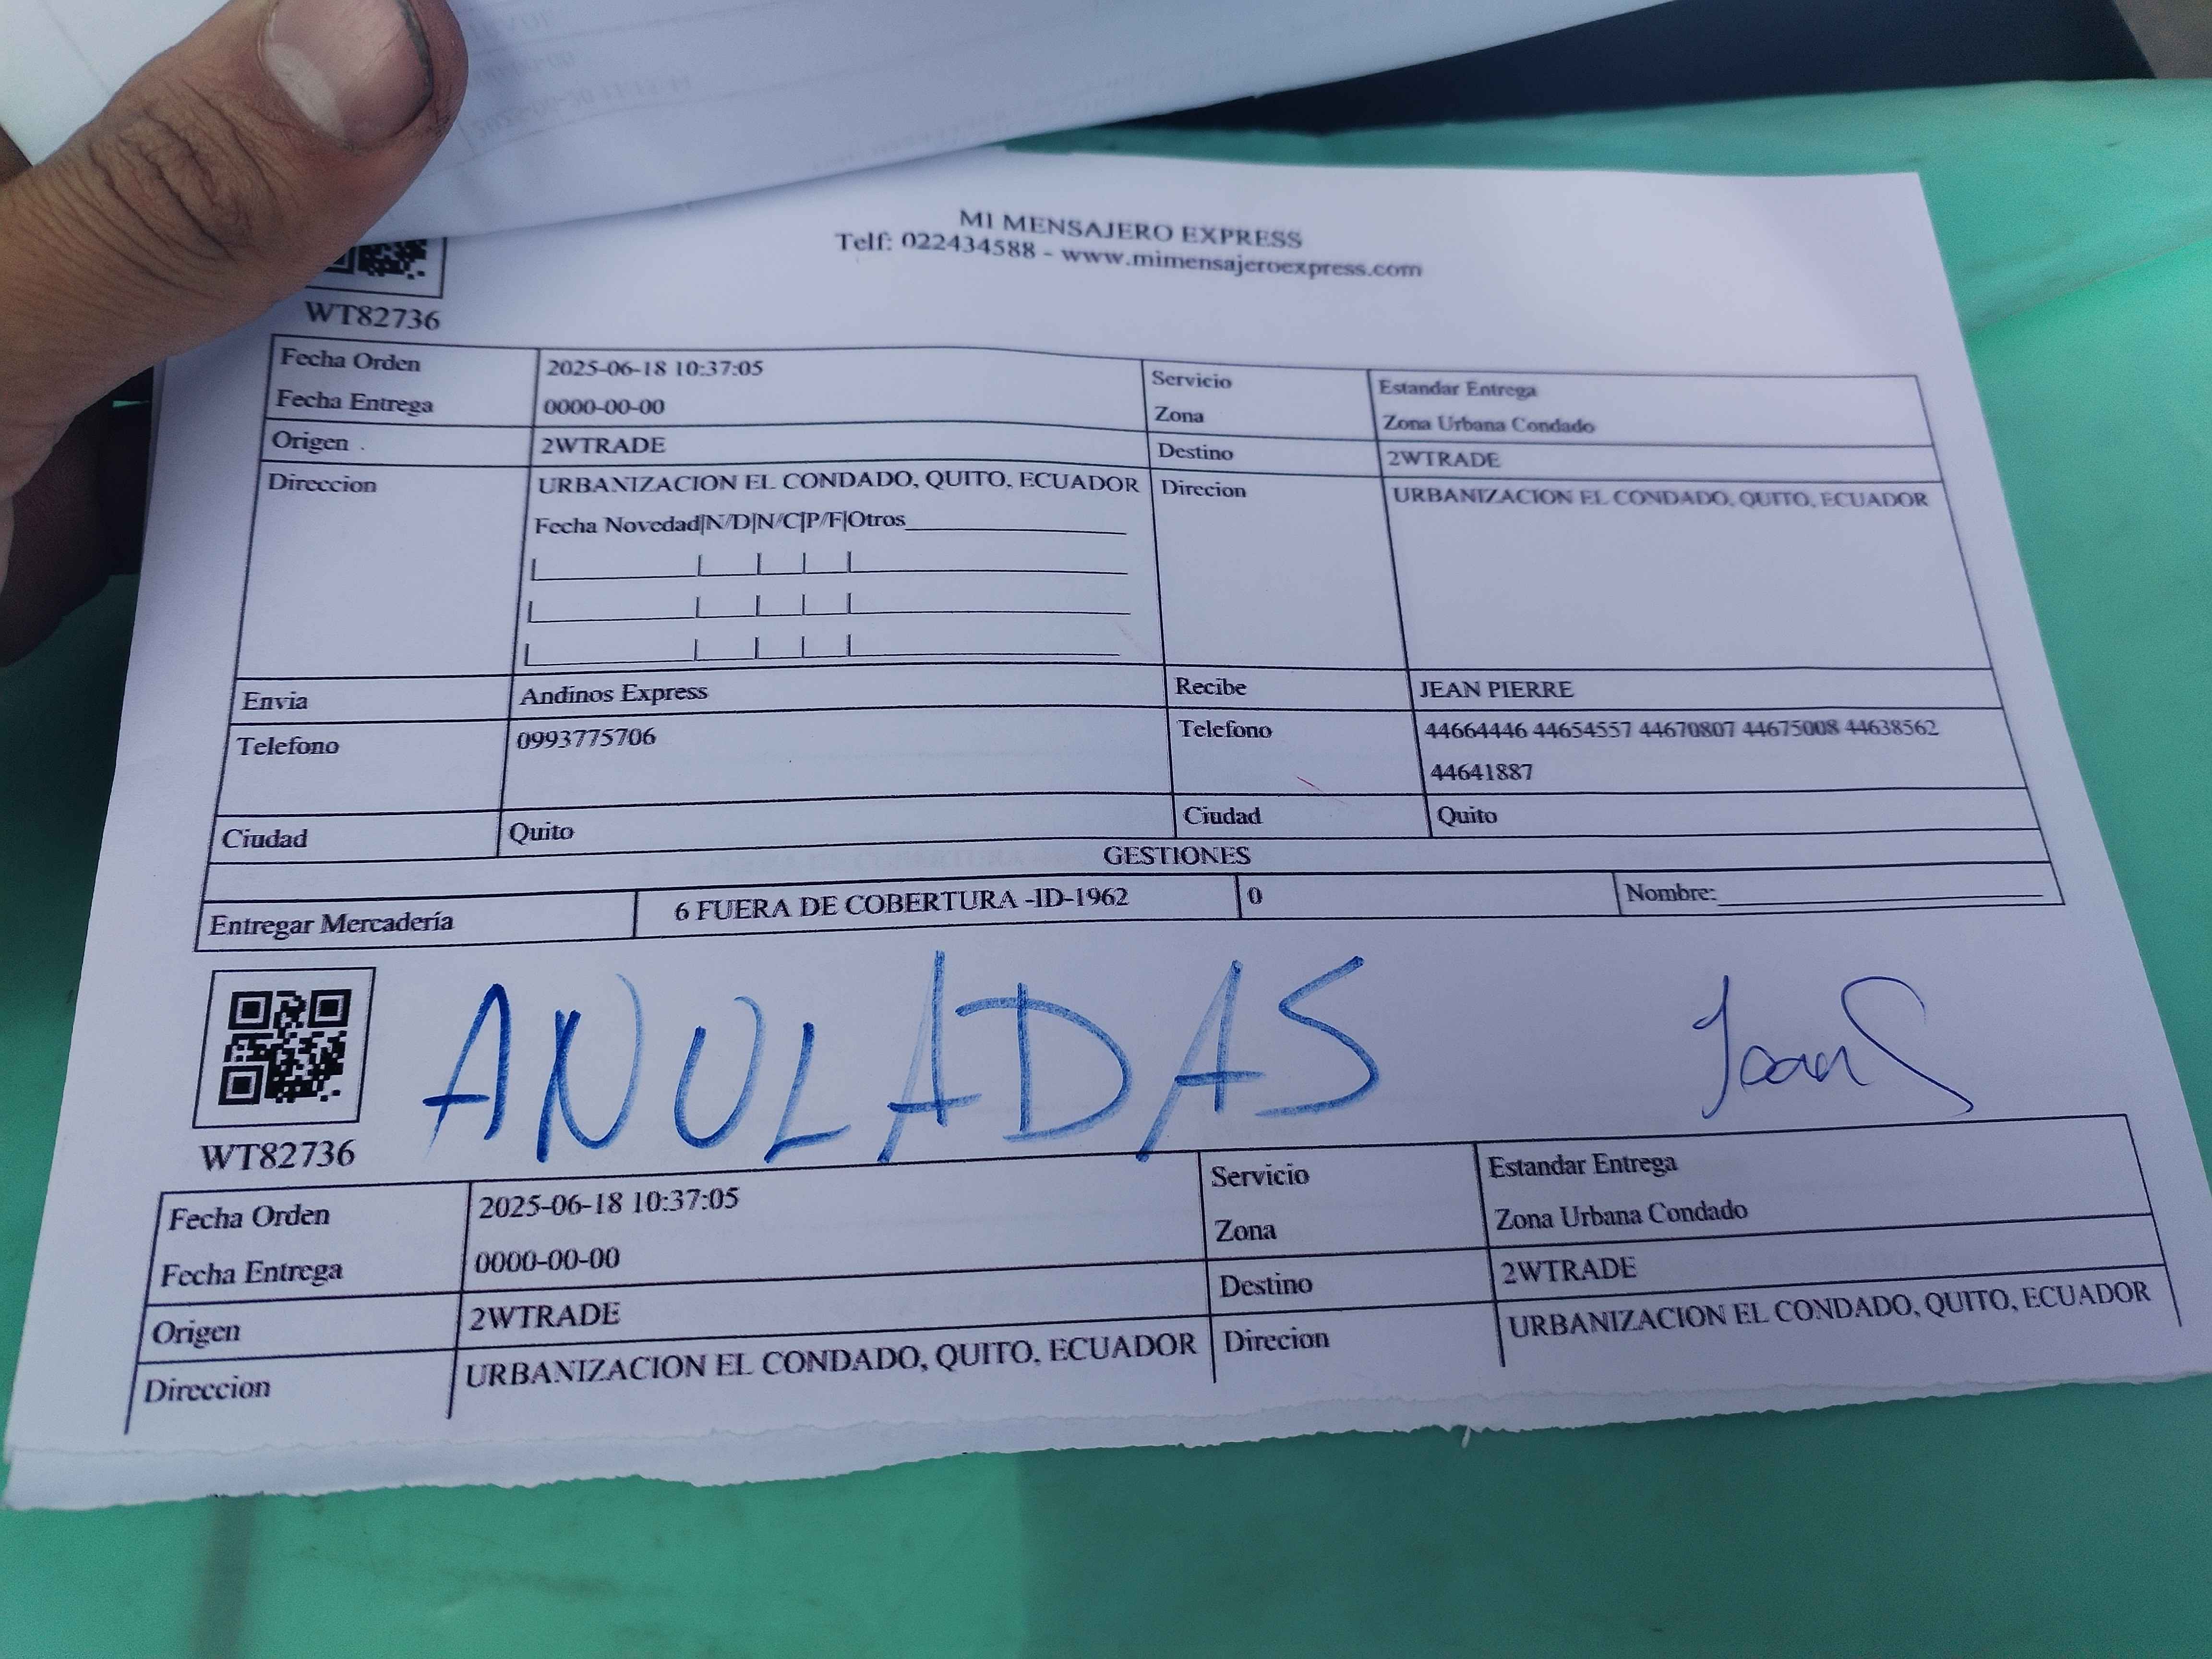 MI MENSAJERO EXPRESS
Telf: 022434588 - www.mimensajeroexpress.com
WT82736
Fecha Orden 2025-06-18 10:37:05 Servicio Estandar Entrega
Fecha Entrega 0000-00-00 Zona Zona Urbana Condado
Origen 2WTRADE Destino 2WTRADE
Direccion URBANIZACION EL CONDADO, QUITO, ECUADOR Direcion URBANIZACION EL CONDADO, QUITO, ECUADOR
Fecha Novedad|N/D|N/C|P/F|Otros
Envia Andinos Express Recibe JEAN PIERRE
Telefono 0993775706 Telefono 44664446 44654557 44670807 44675008 44638562
44641887
Ciudad Quito Ciudad Quito
GESTIONES
Entregar Mercadería 6 FUERA DE COBERTURA -ID-1962 0 Nombre:
ANULADAS
WT82736
Fecha Orden 2025-06-18 10:37:05 Servicio Estandar Entrega
Fecha Entrega 0000-00-00 Zona Zona Urbana Condado
Origen 2WTRADE Destino 2WTRADE
Direccion URBANIZACION EL CONDADO, QUITO, ECUADOR Direcion URBANIZACION EL CONDADO, QUITO, ECUADOR